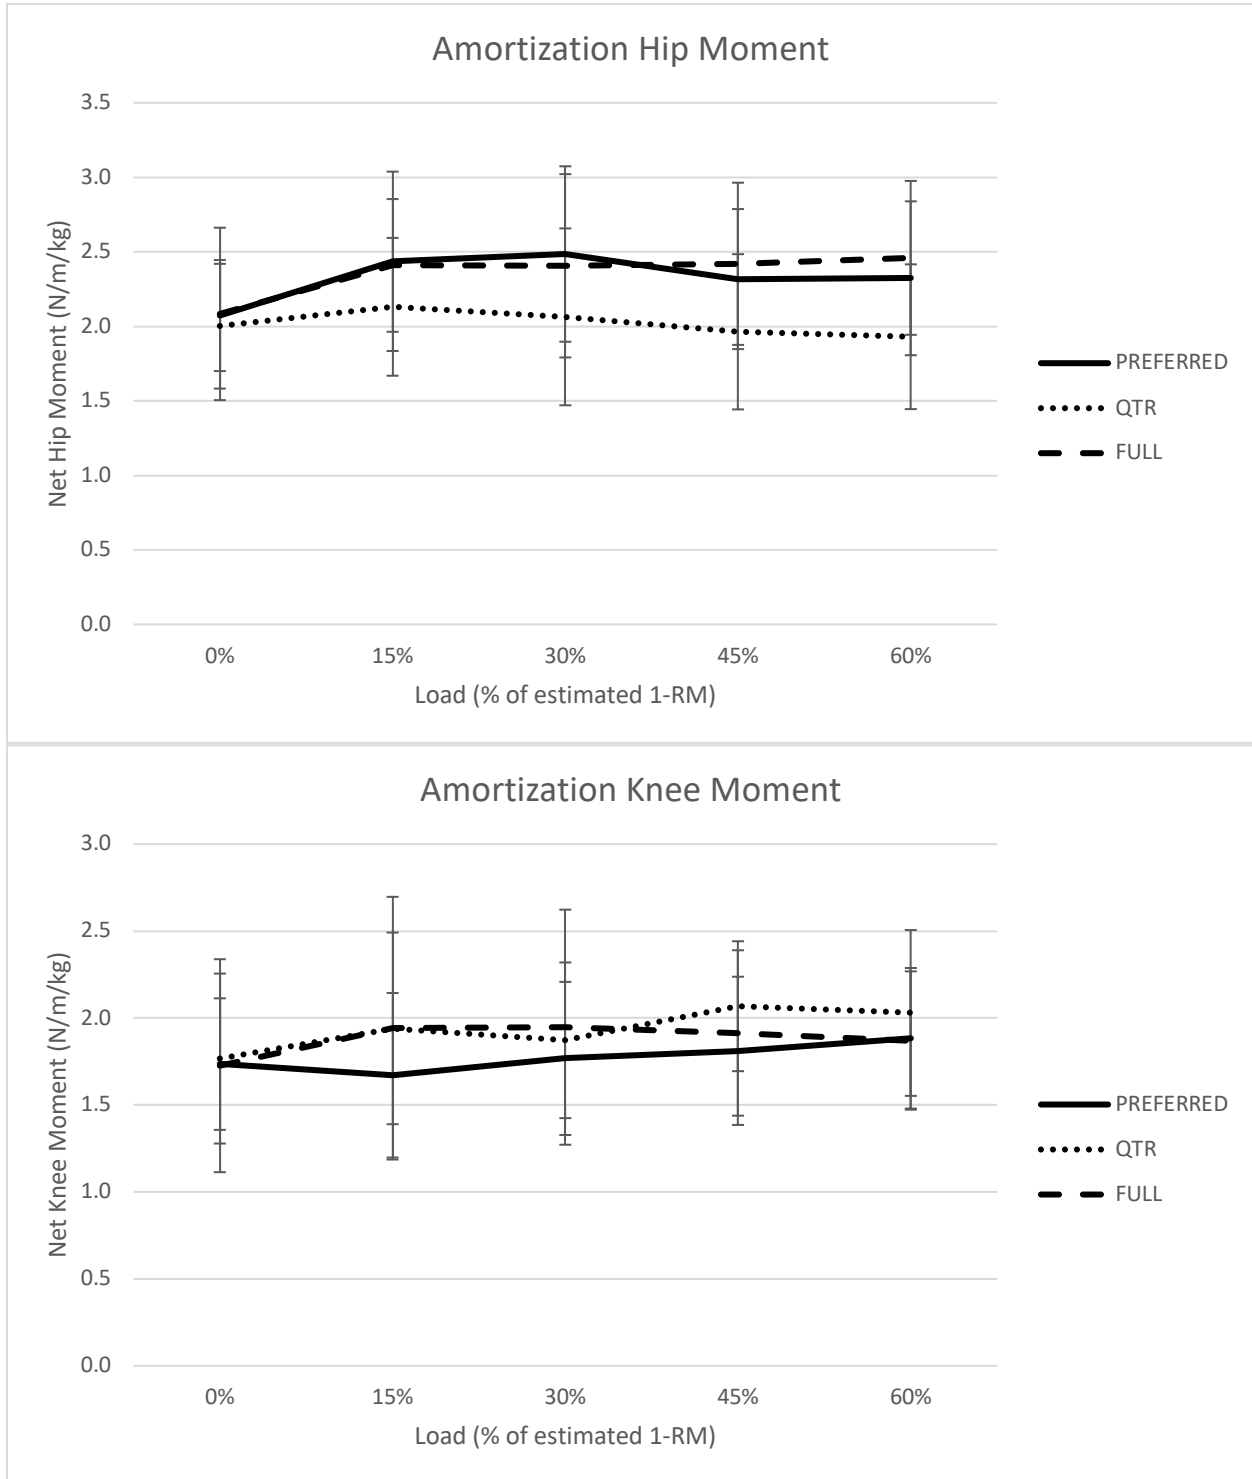 Amortization Hip Moment
3.5
3.0
2.5
2.0
1.5
1.0
0.5
0.0
Net Hip Moment (N/m/kg)
0% 15% 30% 45% 60%
Load (% of estimated 1-RM)
PREFERRED
QTR
FULL
Amortization Knee Moment
3.0
2.5
2.0
1.5
1.0
0.5
0.0
Net Knee Moment (N/m/kg)
0% 15% 30% 45% 60%
Load (% of estimated 1-RM)
PREFERRED
QTR
FULL